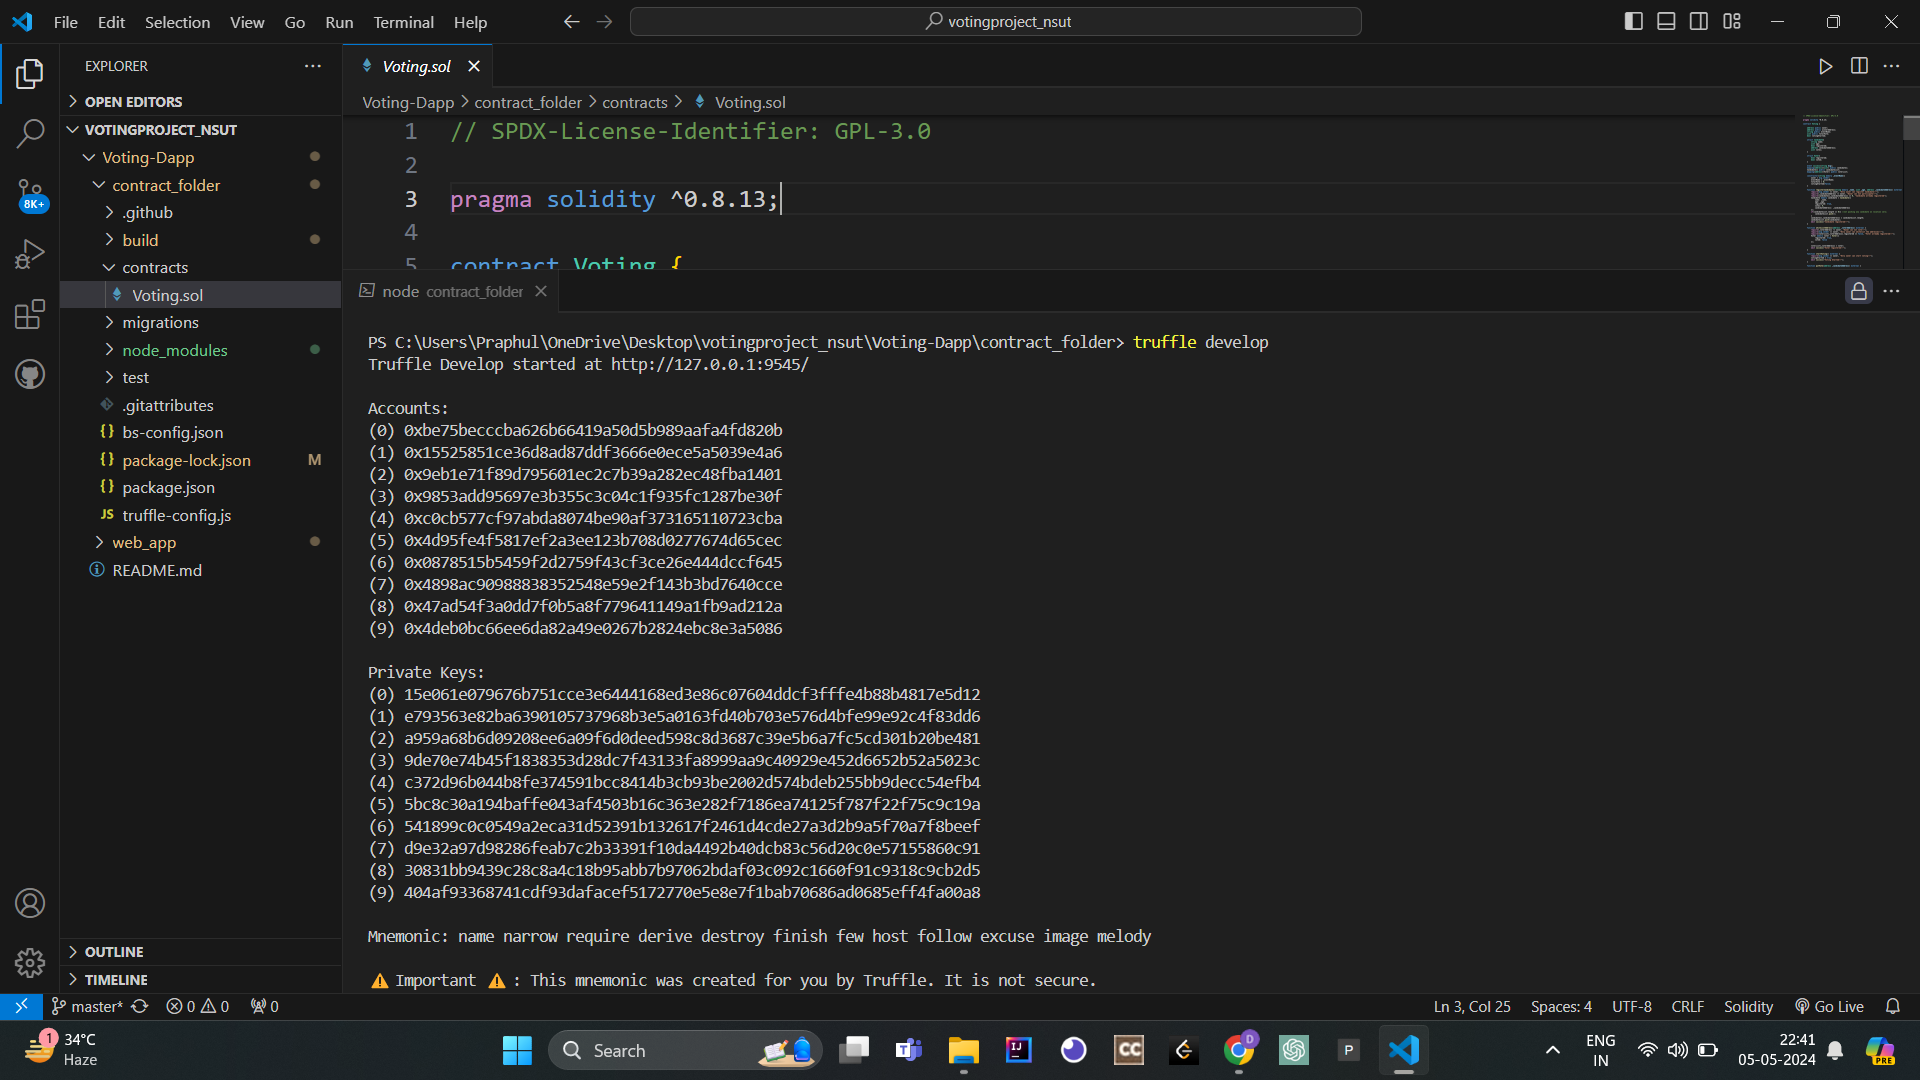 File Edit Selection View Go Run Terminal Help
votingproject_nsut
EXPLORER
OPEN EDITORS
VOTINGPROJECT_NSUT
Voting-Dapp
contract_folder
.github
build
contracts
Voting.sol
migrations
node_modules
test
.gitattributes
bs-config.json
package-lock.json M
package.json
truffle-config.js
web_app
README.md
OUTLINE
TIMELINE
8K+
Voting.sol
Voting-Dapp > contract_folder > contracts > Voting.sol
1 // SPDX-License-Identifier: GPL-3.0
2
3 pragma solidity ^0.8.13;
4
5 contract Voting {
node contract_folder
PS C:\Users\Praphul\OneDrive\Desktop\votingproject_nsut\Voting-Dapp\contract_folder> truffle develop
Truffle Develop started at http://127.0.0.1:9545/
Accounts:
(0) 0xbe75becccba626b66419a50d5b989aafa4fd820b
(1) 0x15525851ce36d8ad87ddf3666e0ece5a5039e4a6
(2) 0x9eb1e71f89d795601ec2c7b39a282ec48fba1401
(3) 0x9853add95697e3b355c3c04c1f935fc1287be30f
(4) 0xc0cb577cf97abda8074be90af373165110723cba
(5) 0x4d95fe4f5817ef2a3ee123b708d0277674d65cec
(6) 0x0878515b5459f2d2759f43cf3ce26e444dccf645
(7) 0x4898ac90988838352548e59e2f143b3bd7640cce
(8) 0x47ad54f3a0dd7f0b5a8f779641149a1fb9ad212a
(9) 0x4deb0bc66ee6da82a49e0267b2824ebc8e3a5086
Private Keys:
(0) 15e061e079676b751cce3e6444168ed3e86c07604ddcf3fffe4b88b4817e5d12
(1) e793563e82ba6390105737968b3e5a0163fd40b703e576d4bfe99e92c4f83dd6
(2) a959a68b6d09208ee6a09f6d0deed598c8d3687c39e5b6a7fc5cd301b20be481
(3) 9de70e74b45f1838353d28dc7f43133fa8999aa9c40929e452d6652b52a5023c
(4) c372d96b044b8fe374591bcc8414b3cb93be2002d574bdeb255bb9decc54efb4
(5) 5bc8c30a194baffe043af4503b16c363e282f7186ea74125f787f22f75c9c19a
(6) 541899c0c0549a2eca31d52391b132617f2461d4cde27a3d2b9a5f70a7f8beef
(7) d9e32a97d98286feab7c2b33391f10da4492b40dcb83c56d20c0e57155860c91
(8) 30831bb9439c28c8a4c18b95abb7b97062bdaf03c092c1660f91c9318c9cb2d5
(9) 404af93368741cdf93dafacef5172770e5e8e7f1bab70686ad0685eff4fa00a8
Mnemonic: name narrow require derive destroy finish few host follow excuse image melody
⚠ Important ⚠ : This mnemonic was created for you by Truffle. It is not secure.
master* 0 0 0 Ln 3, Col 25 Spaces: 4 UTF-8 CRLF Solidity Go Live
1 34°C
Haze
Search
ENG
IN
22:41
05-05-2024